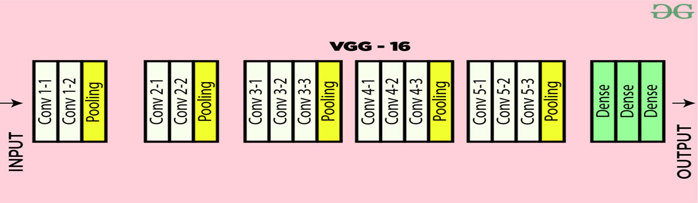 VGG - 16
INPUT
Conv 1-1
Conv 1-2
Pooling
Conv 2-1
Conv 2-2
Pooling
Conv 3-1
Conv 3-2
Conv 3-3
Pooling
Conv 4-1
Conv 4-2
Conv 4-3
Pooling
Conv 5-1
Conv 5-2
Conv 5-3
Pooling
Dense
Dense
Dense
OUTPUT